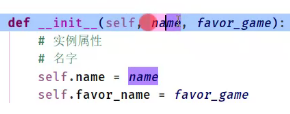 def __init__(self, name, favor_game):
# 实例属性
# 名字
self.name = name
self.favor_name = favor_game